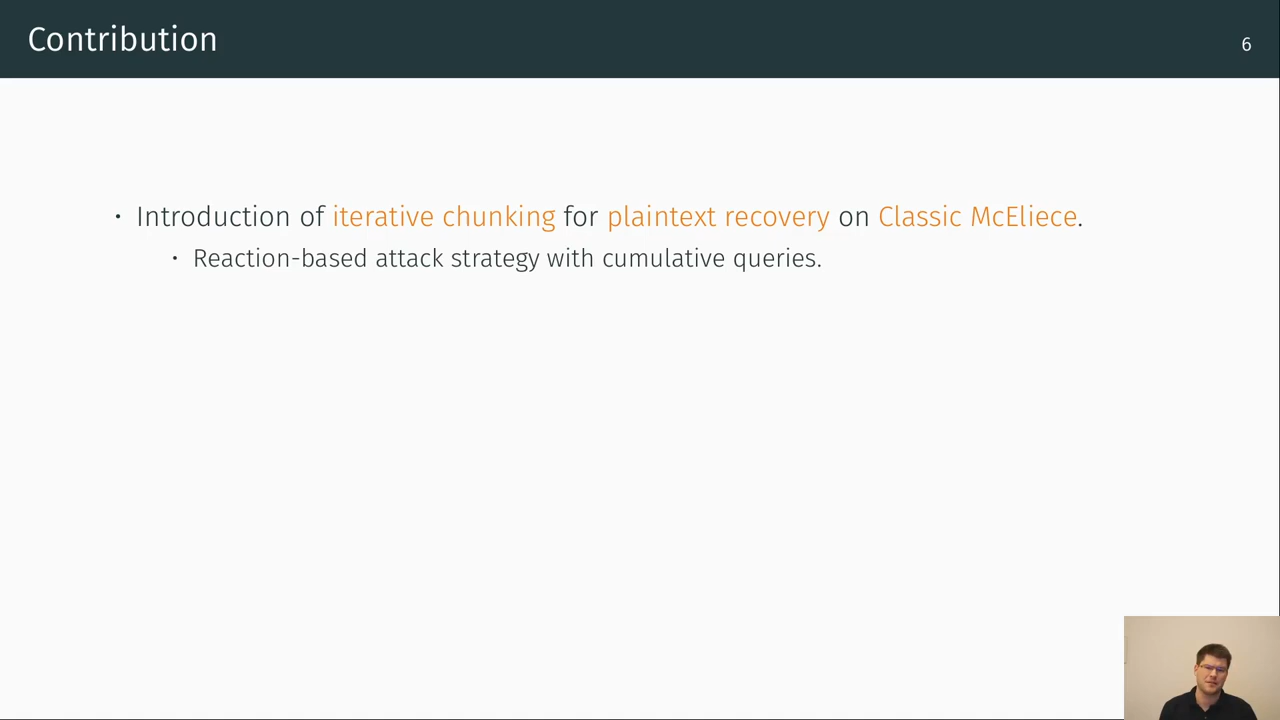 Contribution
6
• Introduction of iterative chunking for plaintext recovery on Classic McEliece.
• Reaction-based attack strategy with cumulative queries.